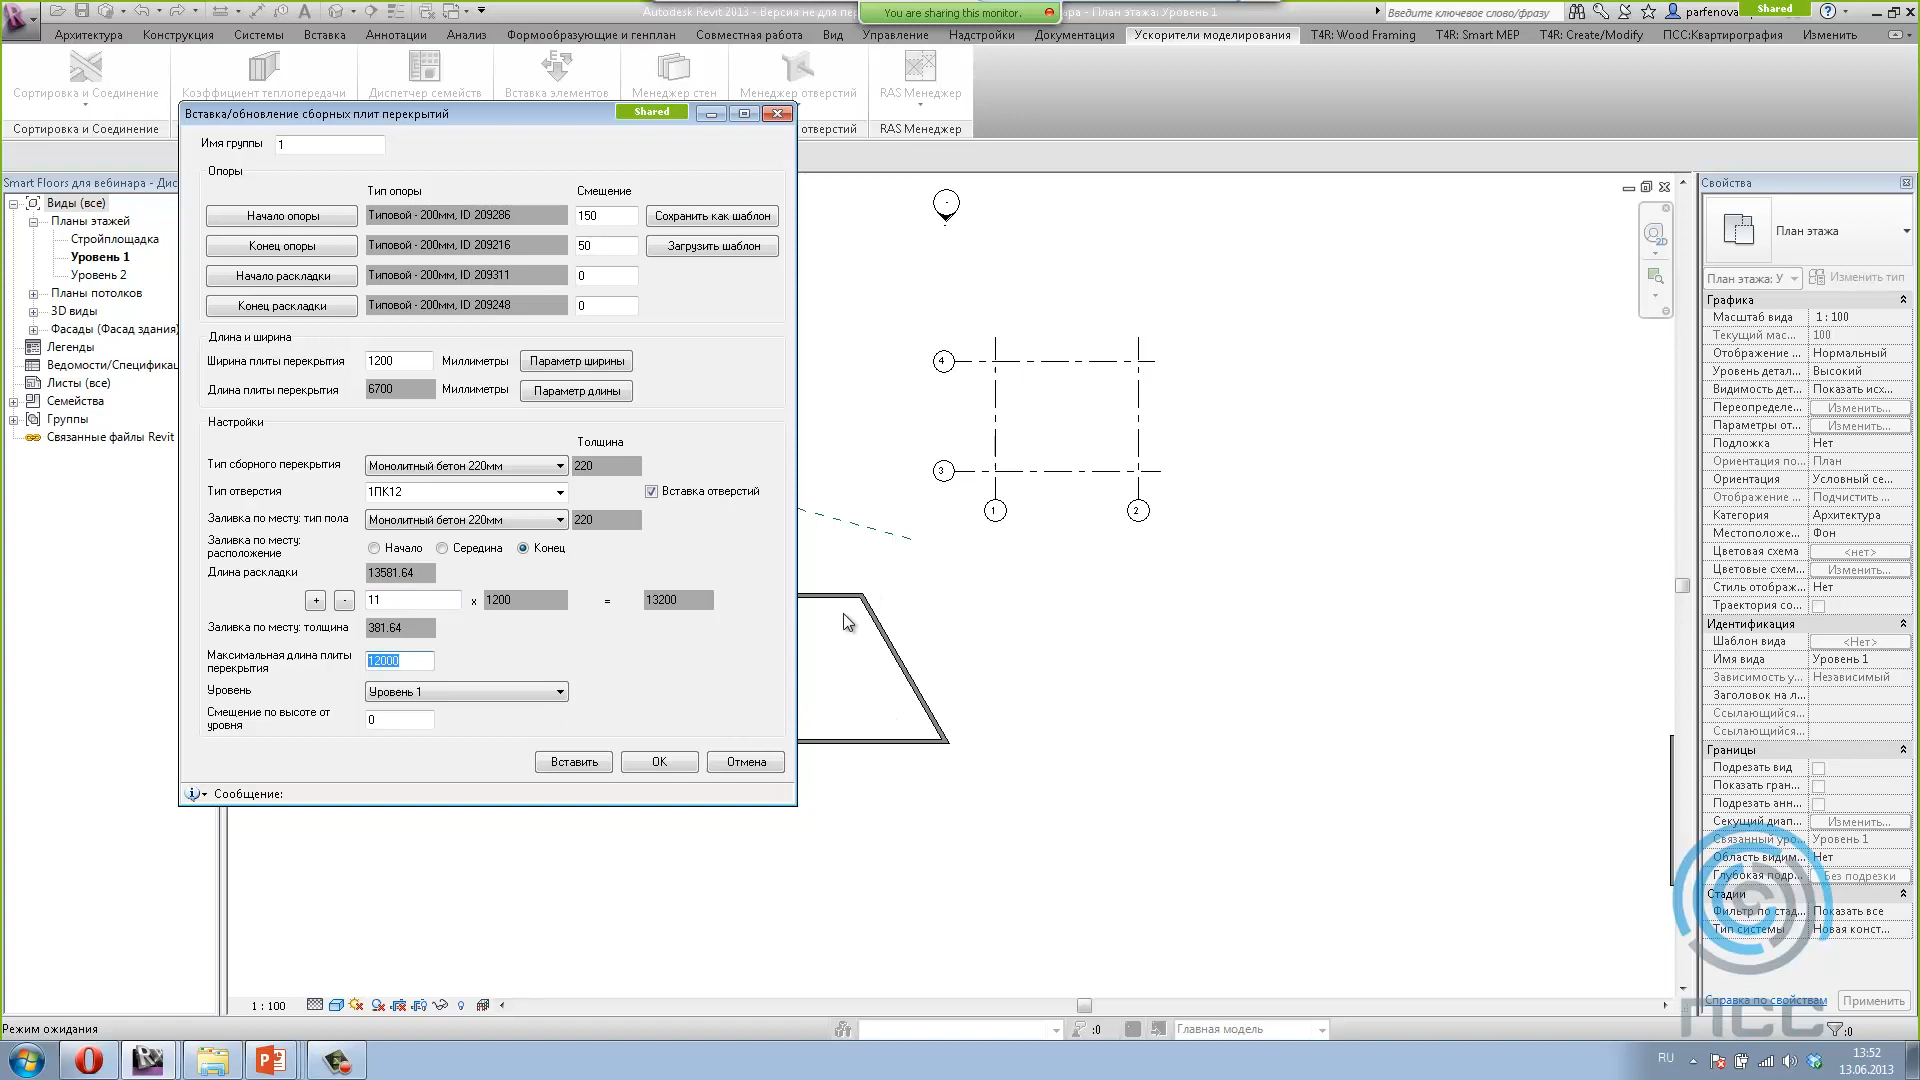 Autodesk Revit 2013 - Версия не для пе
You are sharing this monitor.
ара - План этажа: Уровень 1
Введите ключевое слово/фразу
parfenova
Shared
Архитектура Конструкция Системы Вставка Аннотации Анализ Формообразующие и генплан Совместная работа Вид Управление Надстройки Документация Ускорители моделирования T4R: Wood Framing T4R: Smart MEP T4R: Create/Modify ПСС:Квартирография Изменить
Сортировка и Соединение Коэффициент теплопередачи Диспетчер семейств Вставка элементов Менеджер стен Менеджер отверстий RAS Менеджер
Сортировка и Соединение отверстий RAS Менеджер
Вставка/обновление сборных плит перекрытий Shared
Имя группы 1
Опоры
Тип опоры Смещение
Начало опоры Типовой - 200мм, ID 209286 150 Сохранить как шаблон
Конец опоры Типовой - 200мм, ID 209216 50 Загрузить шаблон
Начало раскладки Типовой - 200мм, ID 209311 0
Конец раскладки Типовой - 200мм, ID 209248 0
Длина и ширина
Ширина плиты перекрытия 1200 Миллиметры Параметр ширины
Длина плиты перекрытия 6700 Миллиметры Параметр длины
Настройки
Толщина
Тип сборного перекрытия Монолитный бетон 220мм 220
Тип отверстия 1ПК12 Вставка отверстий
Заливка по месту: тип пола Монолитный бетон 220мм 220
Заливка по месту:
расположение Начало Середина Конец
Длина раскладки 13581.64
+ - 11 x 1200 = 13200
Заливка по месту: толщина 381.64
Максимальная длина плиты
перекрытия 12000
Уровень Уровень 1
Смещение по высоте от
уровня 0
Вставить OK Отмена
Сообщение:
Smart Floors для вебинара - Дис
Виды (все)
Планы этажей
Стройплощадка
Уровень 1
Уровень 2
Планы потолков
3D виды
Фасады (Фасад здания)
Легенды
Ведомости/Спецификац
Листы (все)
Семейства
Группы
Связанные файлы Revit
4
3
1 2
2D
Свойства
План этажа
План этажа: У Изменить тип
Графика
Масштаб вида 1 : 100
Текущий мас... 100
Отображение ... Нормальный
Уровень детал... Высокий
Видимость дет... Показать исх...
Переопределе... Изменить...
Параметры от... Изменить...
Подложка Нет
Ориентация по... План
Ориентация Условный се...
Отображение ... Подчистить ...
Категория Архитектура
Местоположе... Фон
Цветовая схема <нет>
Цветовые схем... Изменить...
Стиль отображ... Нет
Траектория со...
Идентификация
Шаблон вида <Нет>
Имя вида Уровень 1
Зависимость у... Независимый
Заголовок на л...
Ссылающийся...
Ссылающийся...
Границы
Подрезать вид
Показать гран...
Подрезать анн...
Секущий диап... Изменить...
Связанный уро... Уровень 1
Область видим... Нет
Глубокая подр... Без подрезки
Стадии
Фильтр по стад... Показать все
Тип системы Новая конст...
Справка по свойствам Применить
ПСС
1 : 100
Режим ожидания :0 Главная модель :0
RU 13:52
13.06.2013